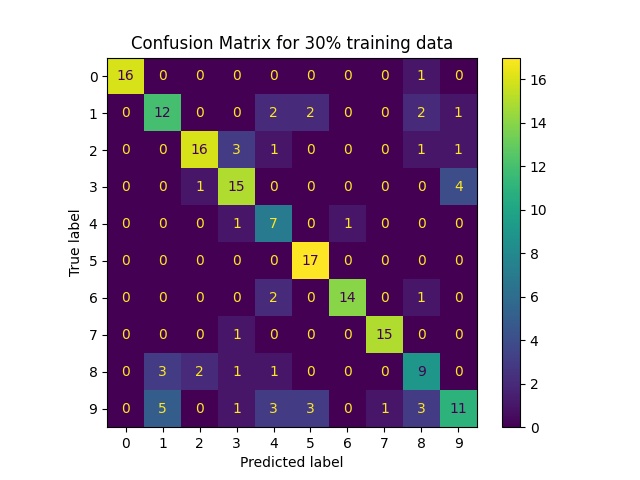 Confusion Matrix for 30% training data
0 16 0 0 0 0 0 0 0 1 0
1 0 12 0 0 2 2 0 0 2 1
2 0 0 16 3 1 0 0 0 1 1
3 0 0 1 15 0 0 0 0 0 4
4 0 0 0 1 7 0 1 0 0 0
5 0 0 0 0 0 17 0 0 0 0
6 0 0 0 0 2 0 14 0 1 0
7 0 0 0 1 0 0 0 15 0 0
8 0 3 2 1 1 0 0 0 9 0
9 0 5 0 1 3 3 0 1 3 11
0 1 2 3 4 5 6 7 8 9
Predicted label
True label
16
14
12
10
8
6
4
2
0